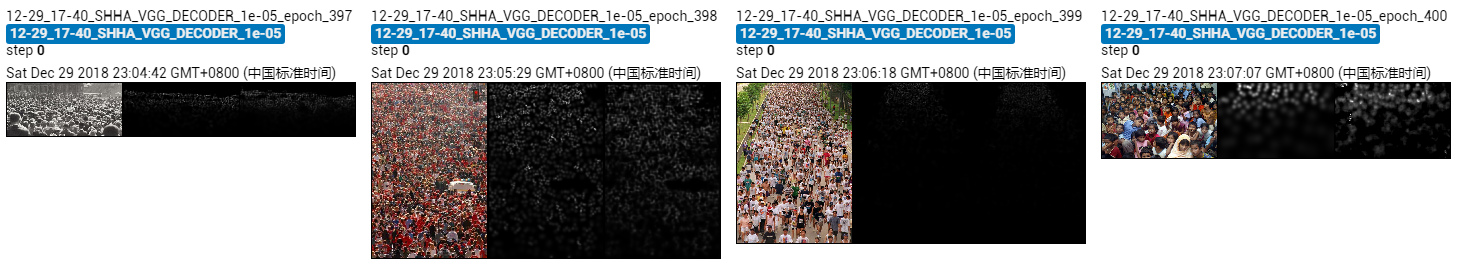 12-29_17-40_SHHA_VGG_DECODER_1e-05_epoch_397
12-29_17-40_SHHA_VGG_DECODER_1e-05
step 0
Sat Dec 29 2018 23:04:42 GMT+0800 (中国标准时间)
12-29_17-40_SHHA_VGG_DECODER_1e-05_epoch_398
12-29_17-40_SHHA_VGG_DECODER_1e-05
step 0
Sat Dec 29 2018 23:05:29 GMT+0800 (中国标准时间)
12-29_17-40_SHHA_VGG_DECODER_1e-05_epoch_399
12-29_17-40_SHHA_VGG_DECODER_1e-05
step 0
Sat Dec 29 2018 23:06:18 GMT+0800 (中国标准时间)
12-29_17-40_SHHA_VGG_DECODER_1e-05_epoch_400
12-29_17-40_SHHA_VGG_DECODER_1e-05
step 0
Sat Dec 29 2018 23:07:07 GMT+0800 (中国标准时间)